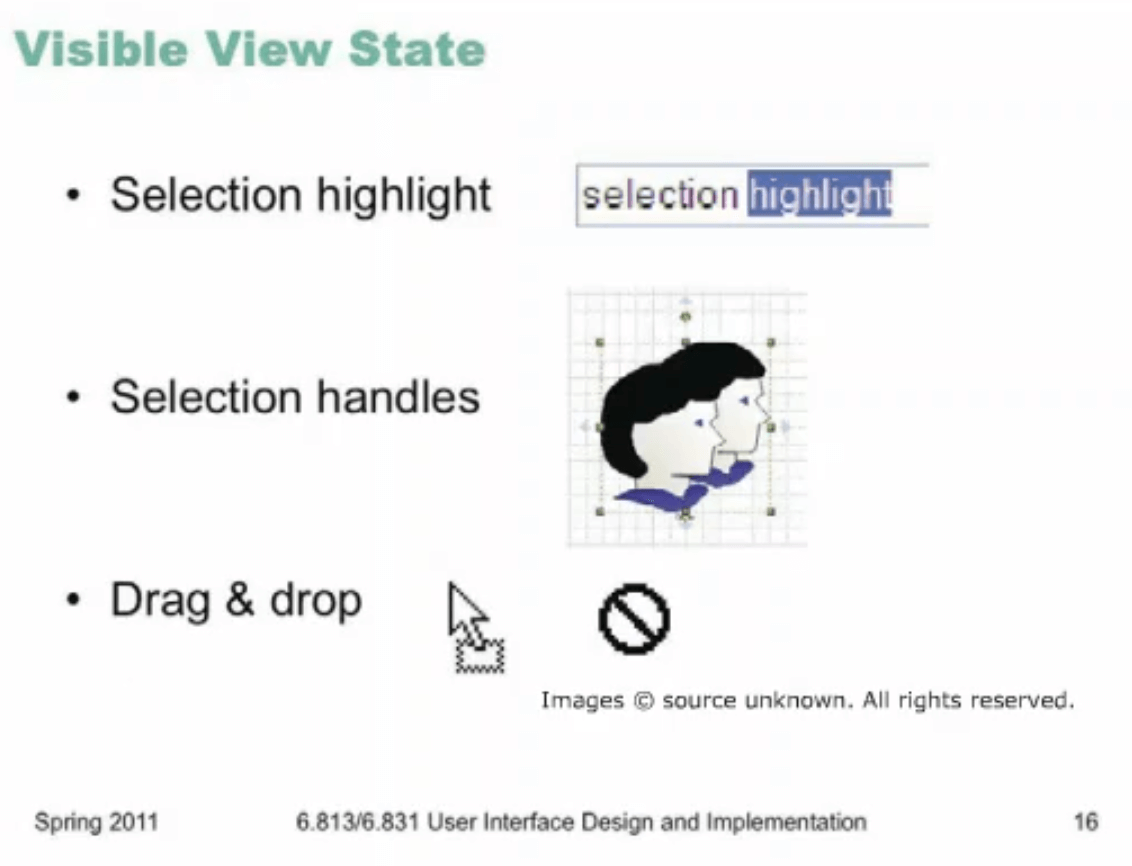 Visible View State
• Selection highlight
selection highlight
• Selection handles
• Drag & drop
Images © source unknown. All rights reserved.
Spring 2011
6.813/6.831 User Interface Design and Implementation
16